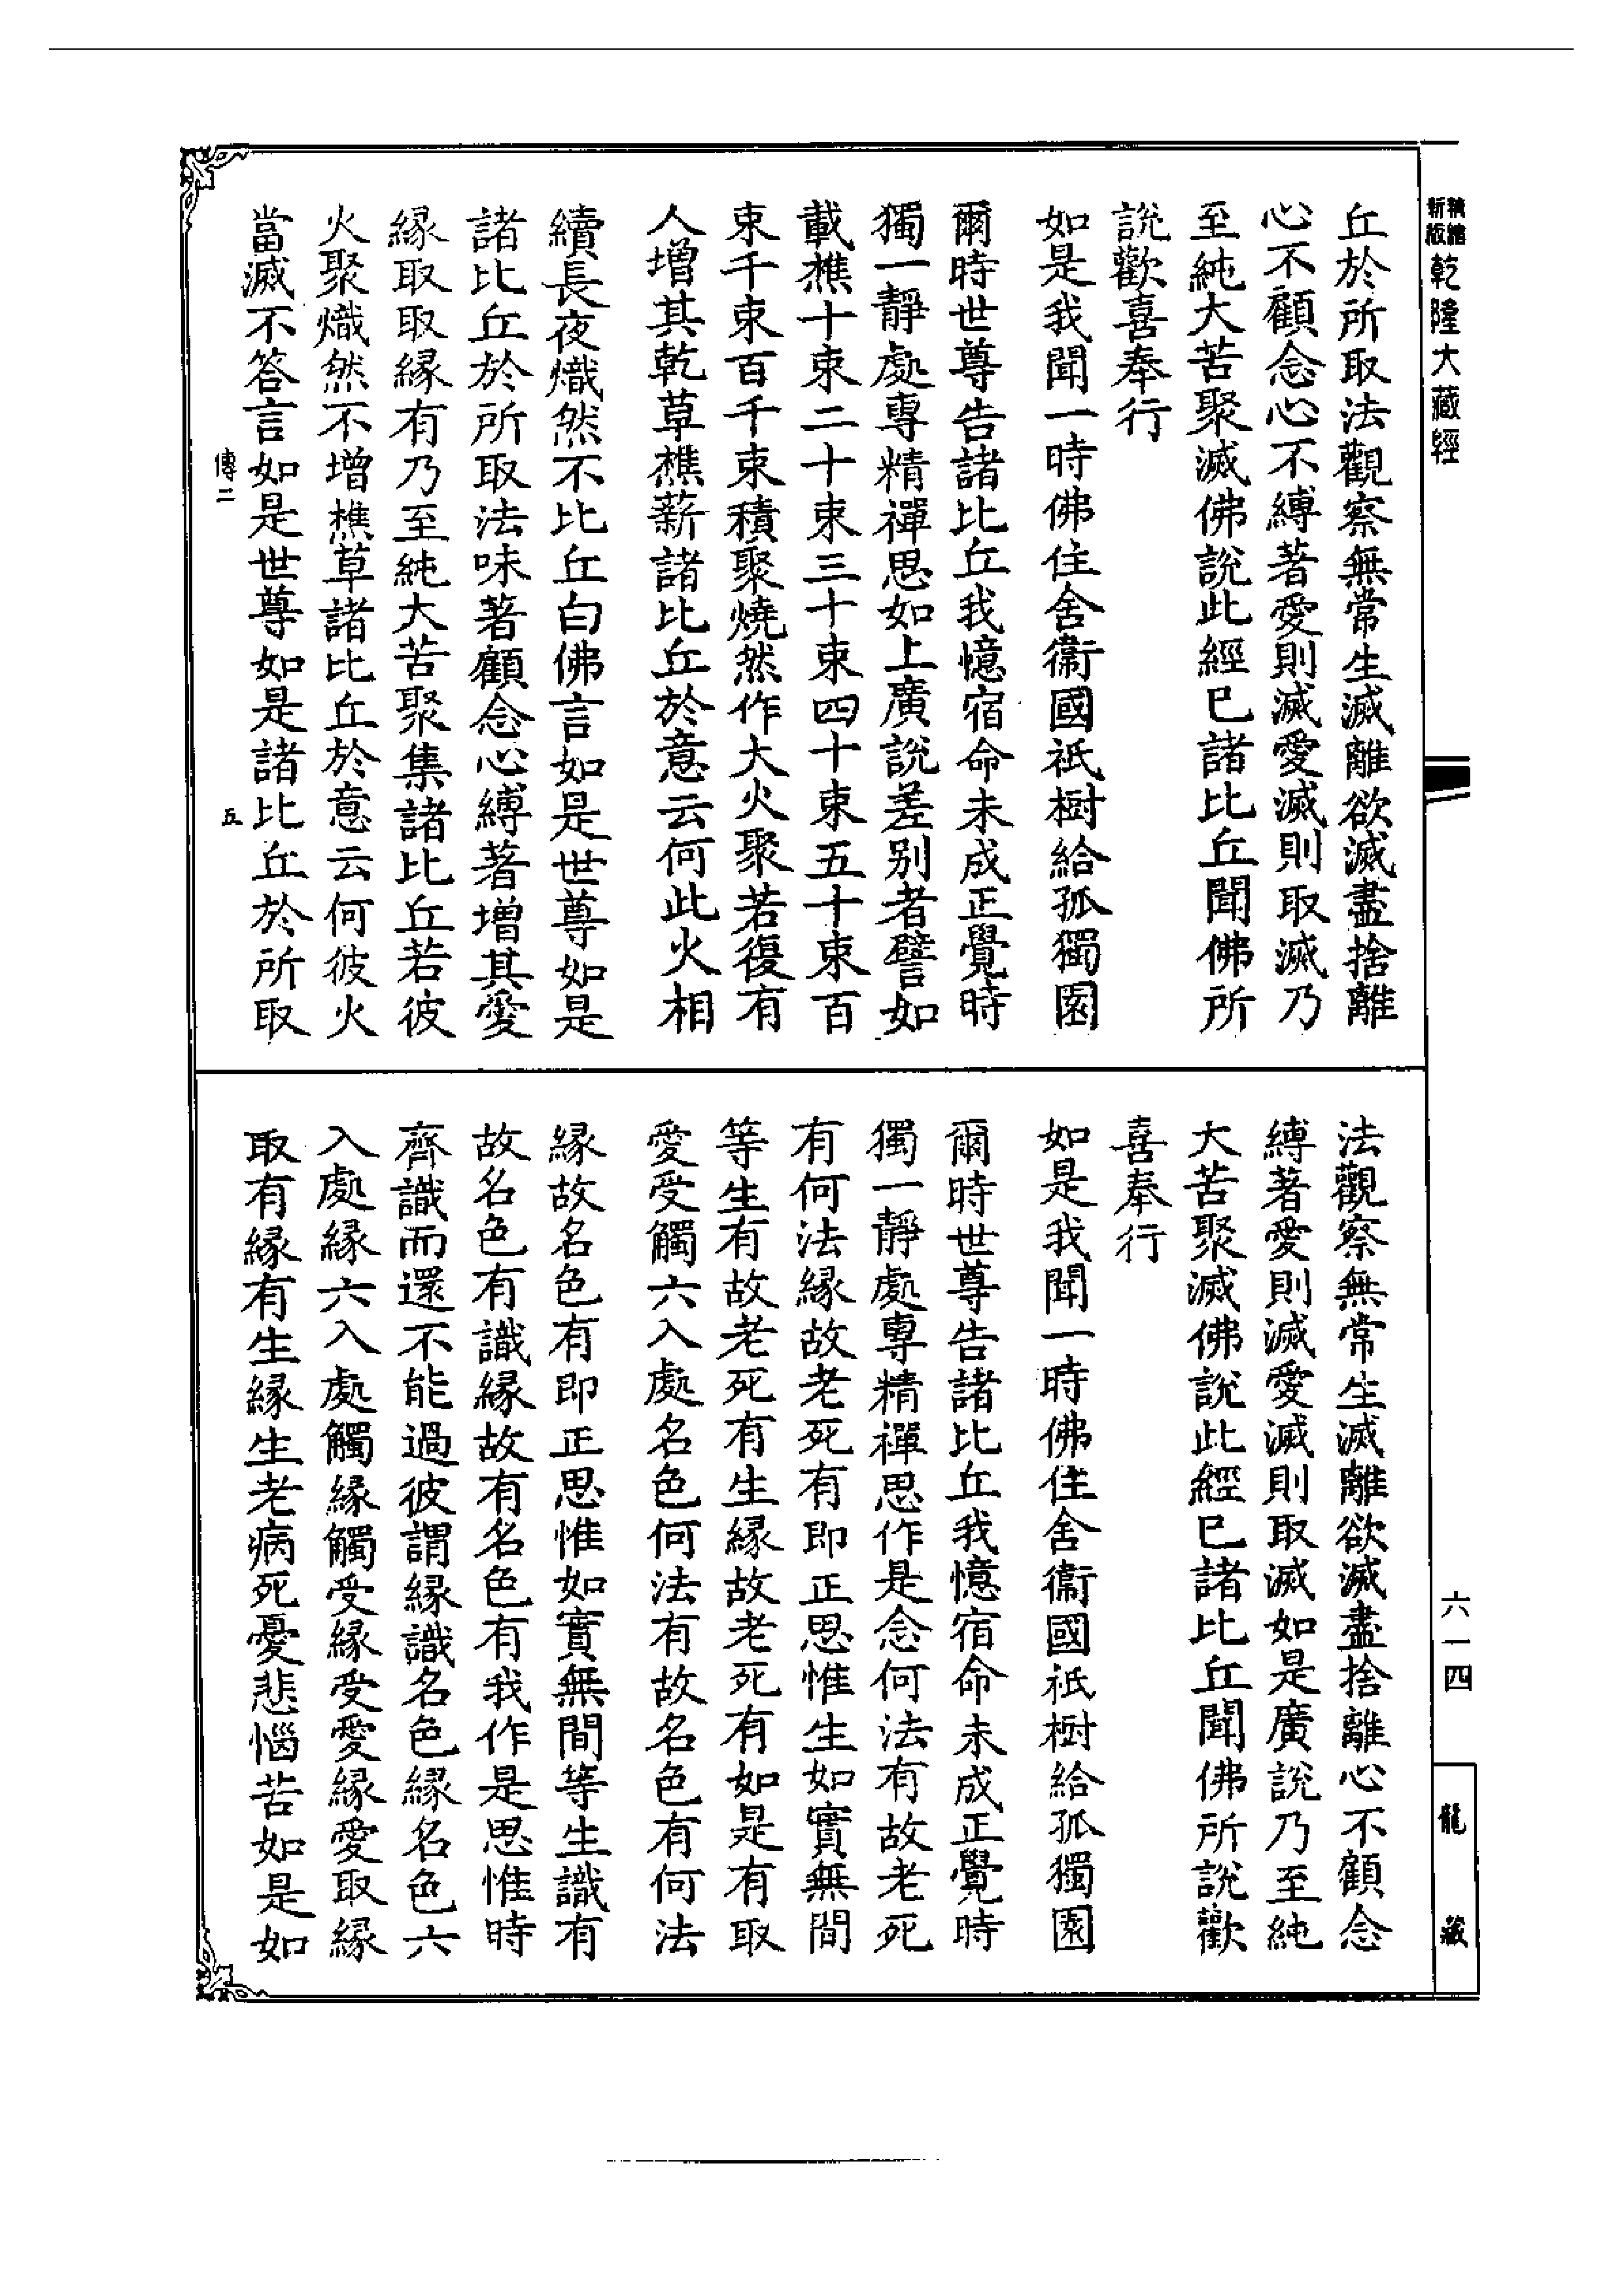 精縮新版乾隆大藏經
丘於所取法觀察無常生滅離欲滅盡捨離
心不顧念心不縛著愛則滅愛滅則取滅乃
至純大苦聚滅佛說此經已諸比丘聞佛所
說歡喜奉行
如是我聞一時佛住舍衞國祇樹給孤獨園
爾時世尊告諸比丘我憶宿命未成正覺時
獨一靜處專精禪思如上廣說差別者譬如
載樵十束二十束三十束四十束五十束百
束千束百千束積聚燒然作大火聚若復有
人增其乾草樵薪諸比丘於意云何此火相
續長夜熾然不比丘白佛言如是世尊如是
諸比丘於所取法味著顧念心縛著增其愛
緣取取緣有乃至純大苦聚集諸比丘若彼
火聚熾然不增樵草諸比丘於意云何彼火
當滅不答言如是世尊如是諸比丘於所取
傳二
五
法觀察無常生滅離欲滅盡捨離心不顧念
縛著愛則滅愛滅則取滅如是廣說乃至純
大苦聚滅佛說此經已諸比丘聞佛所說歡
喜奉行
如是我聞一時佛住舍衞國祇樹給孤獨園
爾時世尊告諸比丘我憶宿命未成正覺時
獨一靜處專精禪思作是念何法有故老死
有何法緣故老死有即正思惟生如實無間
等生有故老死有生緣故老死有如是有取
愛受觸六入處名色何法有故名色有何法
緣故名色有即正思惟如實無間等生識有
故名色有識緣故有名色有我作是思惟時
齊識而還不能過彼謂緣識名色緣名色六
入處緣六入處觸緣觸受緣受愛緣愛取緣
取有緣有生緣生老病死憂悲惱苦如是如
六一四
龍藏